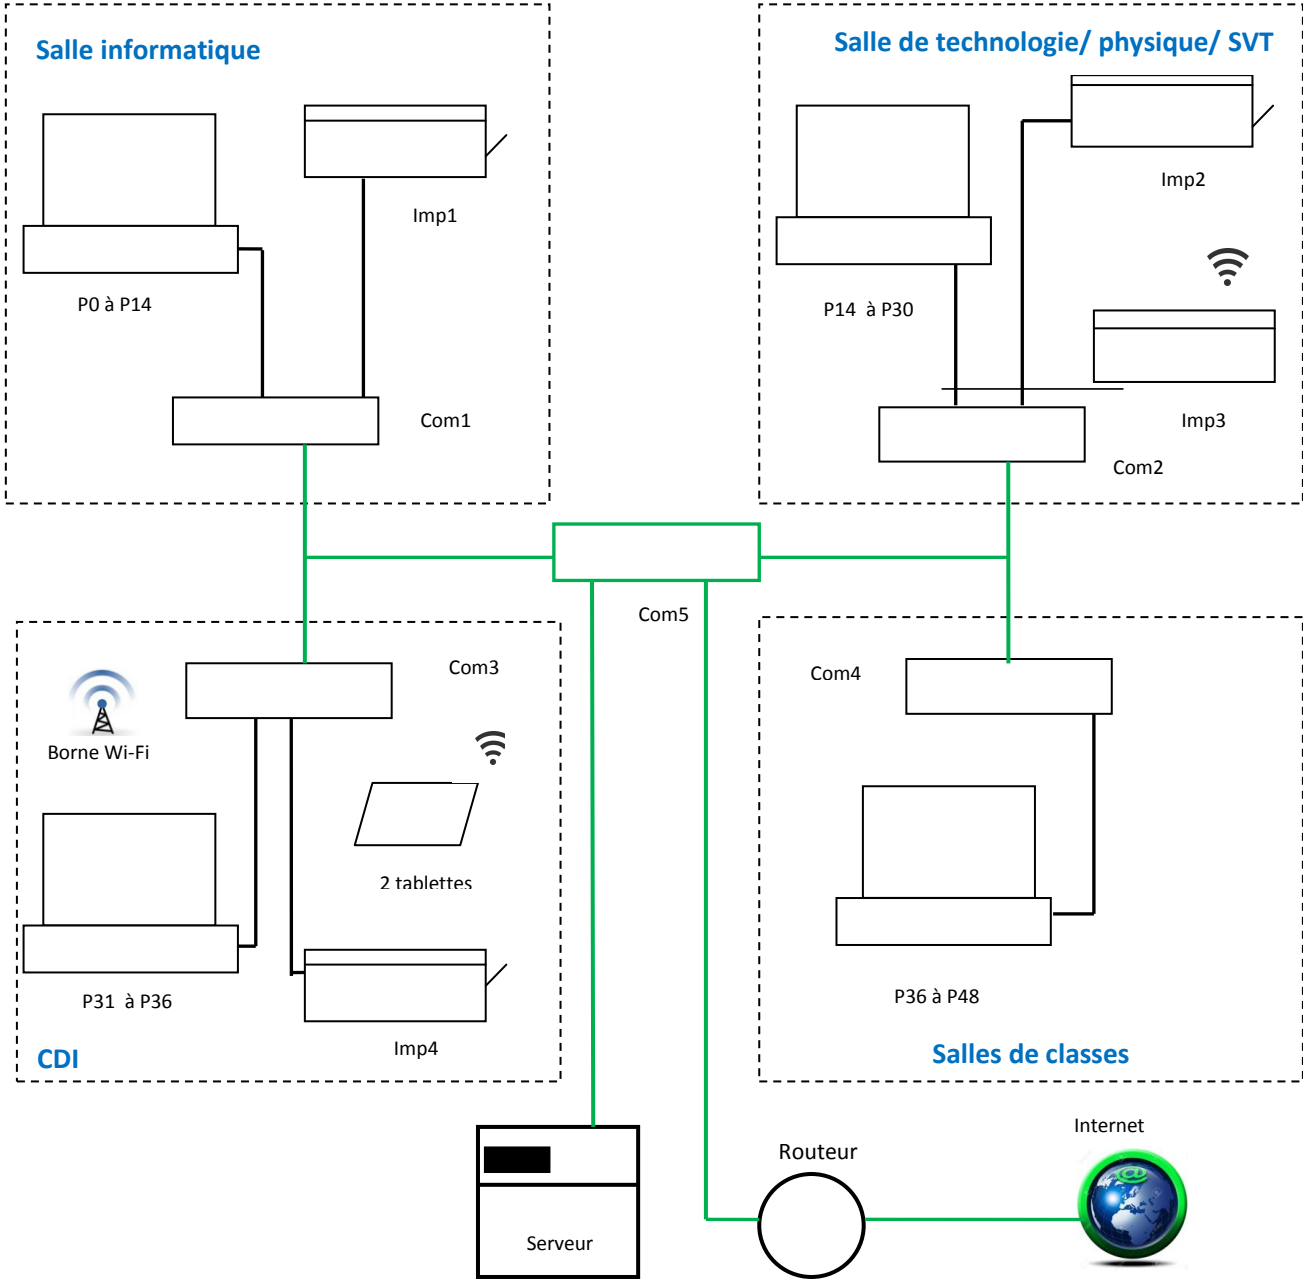 Salle informatique
Imp1
P0 à P14
Com1
Salle de technologie/ physique/ SVT
Imp2
P14 à P30
Imp3
Com2
Com5
Com3
Borne Wi-Fi
2 tablettes
P31 à P36
Imp4
CDI
Com4
P36 à P48
Salles de classes
Serveur
Routeur
Internet
@